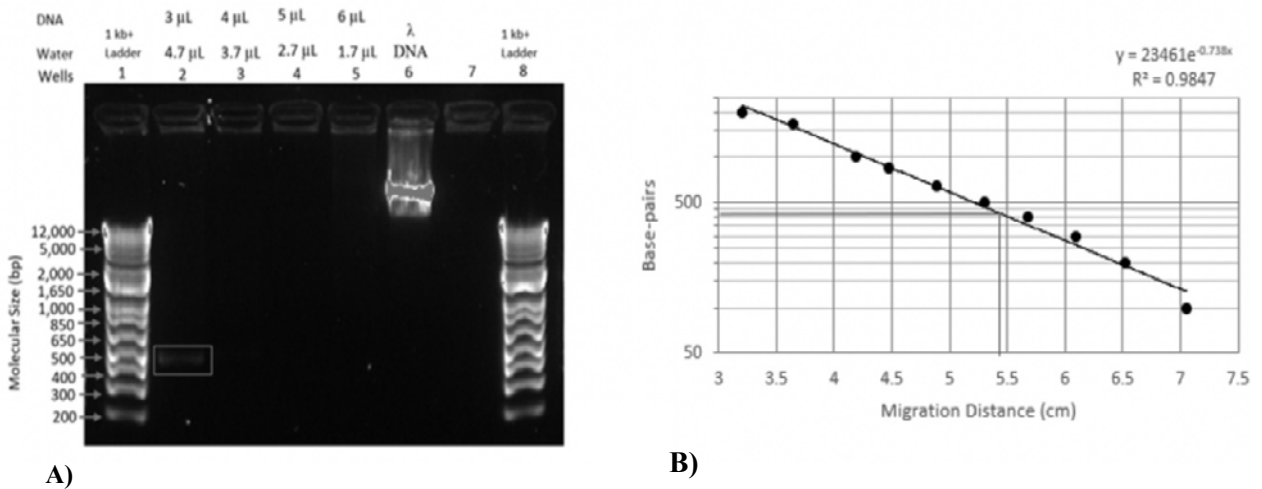 DNA 3 µL 4 µL 5 µL 6 µL
1 kb+ Ladder λ DNA 1 kb+ Ladder
Water 4.7 µL 3.7 µL 2.7 µL 1.7 µL
Wells 1 2 3 4 5 6 7 8
Molecular Size (bp)
12,000
5,000
2,000
1,650
1,000
850
650
500
400
300
200
A)
y = 23461e^-0.738x
R² = 0.9847
Base-pairs
500
50
3 3.5 4 4.5 5 5.5 6 6.5 7 7.5
Migration Distance (cm)
B)